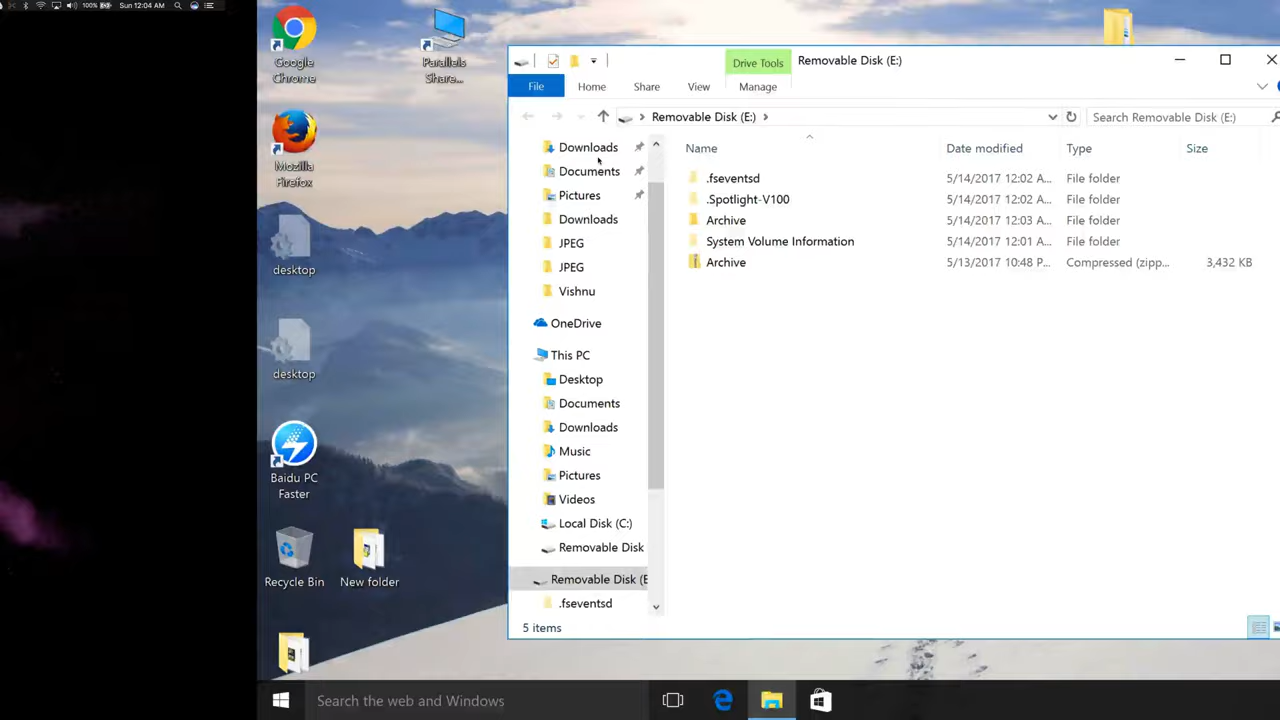 100% Sun 12:04 AM
Google
Chrome
Parallels
Share...
Mozilla
Firefox
desktop
desktop
Baidu PC
Faster
Recycle Bin
New folder
Drive Tools
Removable Disk (E:)
File
Home
Share
View
Manage
Removable Disk (E:)
Search Removable Disk (E:)
Downloads
Documents
Pictures
Downloads
JPEG
JPEG
Vishnu
OneDrive
This PC
Desktop
Documents
Downloads
Music
Pictures
Videos
Local Disk (C:)
Removable Disk
Removable Disk (E
.fseventsd
Name Date modified Type Size
.fseventsd 5/14/2017 12:02 A... File folder
.Spotlight-V100 5/14/2017 12:02 A... File folder
Archive 5/14/2017 12:03 A... File folder
System Volume Information 5/14/2017 12:01 A... File folder
Archive 5/13/2017 10:48 P... Compressed (zipp... 3,432 KB
5 items
Search the web and Windows